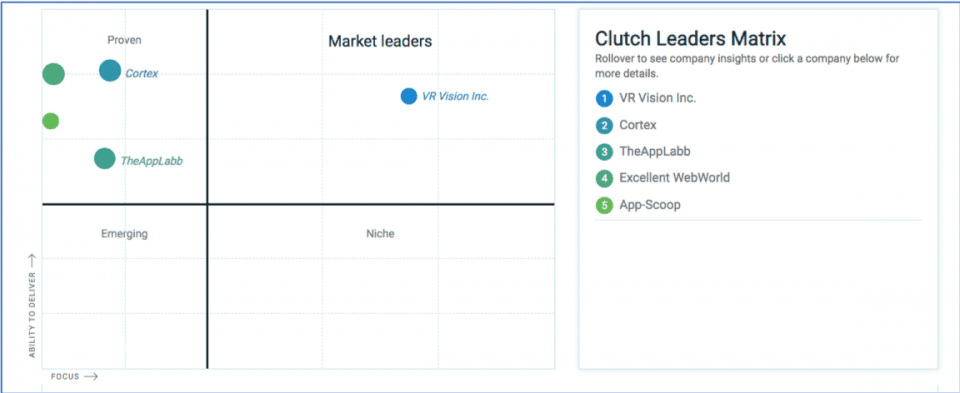 Proven
Market leaders
Cortex
VR Vision Inc.
TheAppLabb
Emerging
Niche
ABILITY TO DELIVER
FOCUS
Clutch Leaders Matrix
Rollover to see company insights or click a company below for
more details.
1 VR Vision Inc.
2 Cortex
3 TheAppLabb
4 Excellent WebWorld
5 App-Scoop